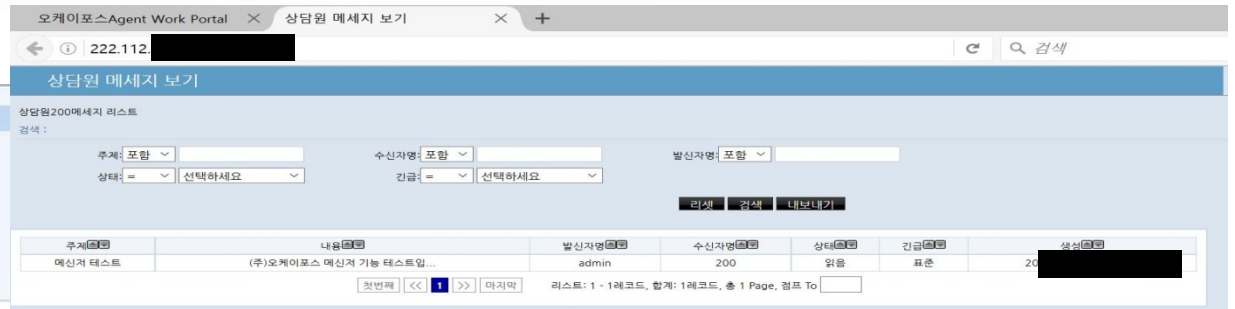 오케이포스Agent Work Portal
상담원 메세지 보기
222.112.
검색
상담원 메세지 보기
상담원200메세지 리스트
검색 :
주제: 포함 수신자명: 포함 발신자명: 포함
상태: = 선택하세요 긴급: = 선택하세요
리셋 검색 내보내기
주제 내용 발신자명 수신자명 상태 긴급 생성
메신저 테스트 (주)오케이포스 메신저 기능 테스트입... admin 200 읽음 표준 20
첫번째 << 1 >> 마지막 리스트: 1 - 1레코드, 합계: 1레코드, 총 1 Page, 점프 To